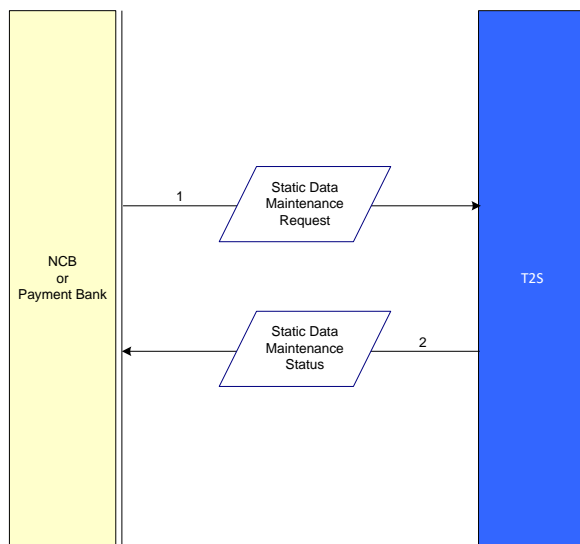 1
Static Data
Maintenance
Request
NCB
or
Payment Bank
T2S
Static Data
Maintenance
Status
2